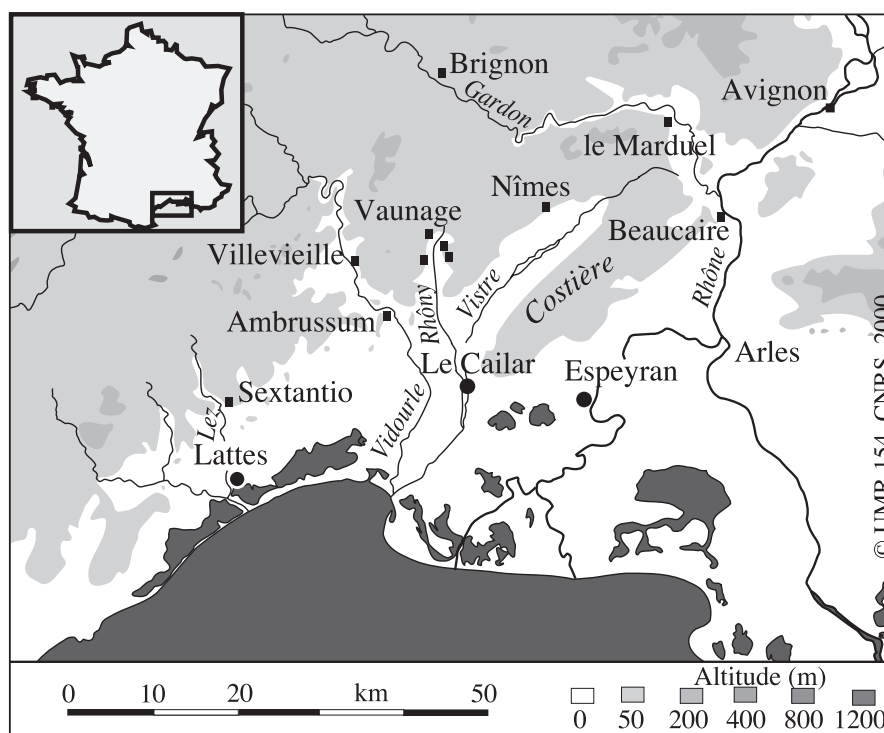 Brignon
Gardon
Avignon
le Marduel
Nîmes
Vaunage
Beaucaire
Villevieille
Rhône
Costière
Vistre
Rhôny
Ambrussum
Arles
Le Cailar
Espeyran
Sextantio
Lez
Vidourle
Lattes
© UMR 154, CNRS, 2000
0 10 20 km 50
Altitude (m)
0 50 200 400 800 1200